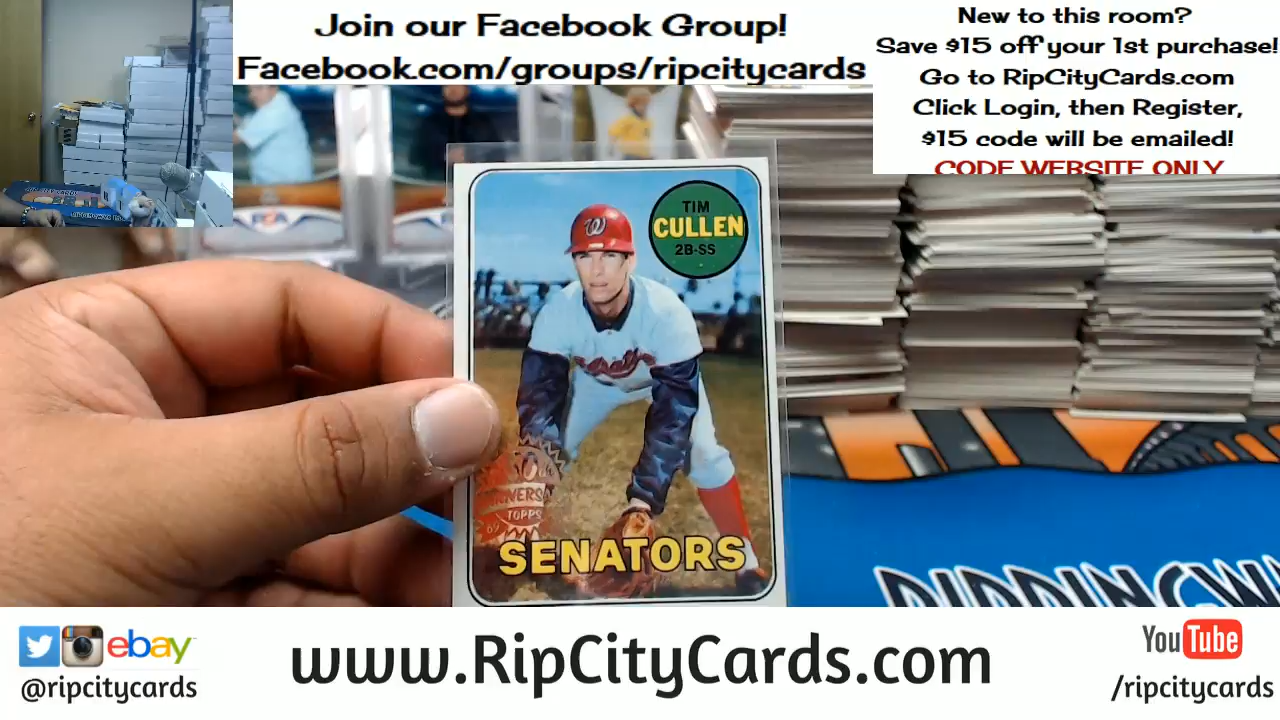 Join our Facebook Group!
Facebook.com/groups/ripcitycards
New to this room?
Save $15 off your 1st purchase!
Go to RipCityCards.com
Click Login, then Register,
$15 code will be emailed!
CODE WEBSITE ONLY
TIM
CULLEN
2B-SS
W
TOPPS
69
SENATORS
ebay
@ripcitycards
www.RipCityCards.com
YouTube
/ripcitycards